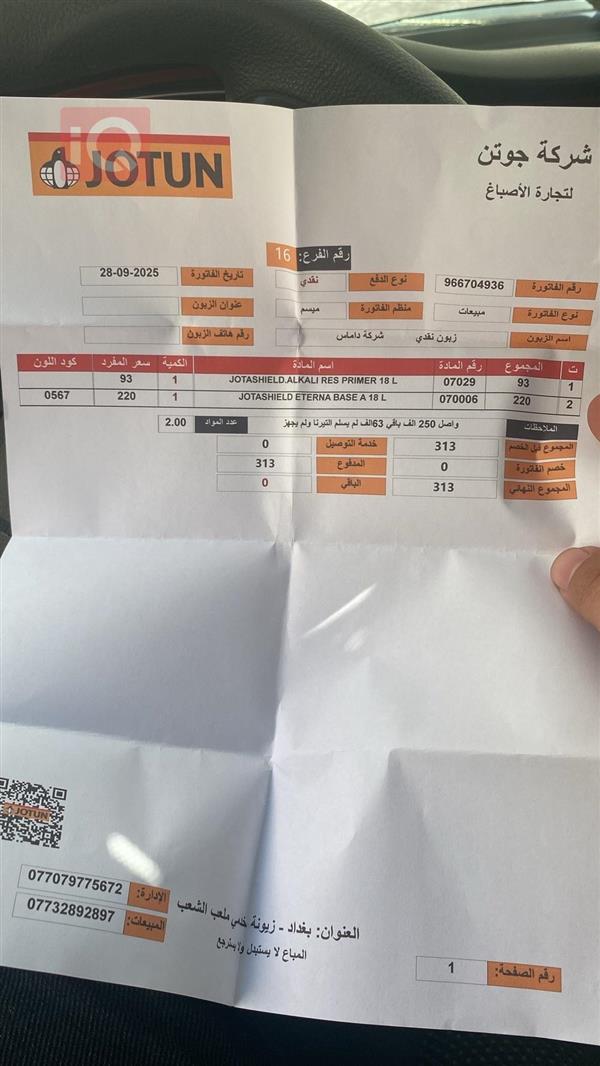 iQ
JOTUN
شركة جوتن
لتجارة الأصباغ
رقم الفرع: 16
رقم الفاتورة 966704936 نوع الدفع نقدي تاريخ الفاتورة 28-09-2025
نوع الفاتورة مبيعات منظم الفاتورة ميسم عنوان الزبون
اسم الزبون زبون نقدي شركة داماس رقم هاتف الزبون
ت المجموع رقم المادة اسم المادة الكمية سعر المفرد كود اللون
1 93 07029 JOTASHIELD.ALKALI RES PRIMER 18 L 1 93
2 220 070006 JOTASHIELD ETERNA BASE A 18 L 1 220 0567
الملاحظات واصل 250 الف باقي 63الف لم يسلم التيرنا ولم يجهز عدد المواد 2.00
المجموع قبل الخصم 313 خدمة التوصيل 0
خصم الفاتورة 0 المدفوع 313
المجموع النهائي 313 الباقي 0
JOTUN
الإدارة: 077079775672
المبيعات: 07732892897
العنوان: بغداد - زيونة خلفي ملعب الشعب
المباع لا يستبدل ولا يسترجع
رقم الصفحة: 1